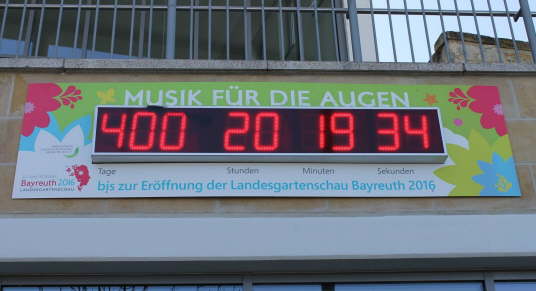 MUSIK FÜR DIE AUGEN
400 20 19 34
Tage Stunden Minuten Sekunden
Bayreuth 2016
LANDESGARTENSCHAU
bis zur Eröffnung der Landesgartenschau Bayreuth 2016